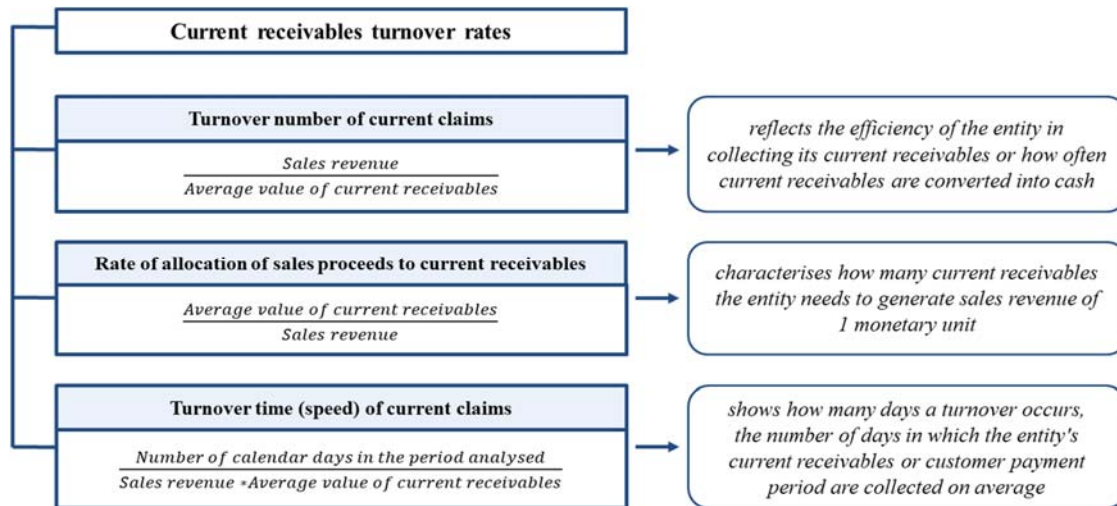 Current receivables turnover rates
Turnover number of current claims
Sales revenue
Average value of current receivables
reflects the efficiency of the entity in
collecting its current receivables or how often
current receivables are converted into cash
Rate of allocation of sales proceeds to current receivables
Average value of current receivables
Sales revenue
characterises how many current receivables
the entity needs to generate sales revenue of
1 monetary unit
Turnover time (speed) of current claims
Number of calendar days in the period analysed
Sales revenue *Average value of current receivables
shows how many days a turnover occurs,
the number of days in which the entity's
current receivables or customer payment
period are collected on average